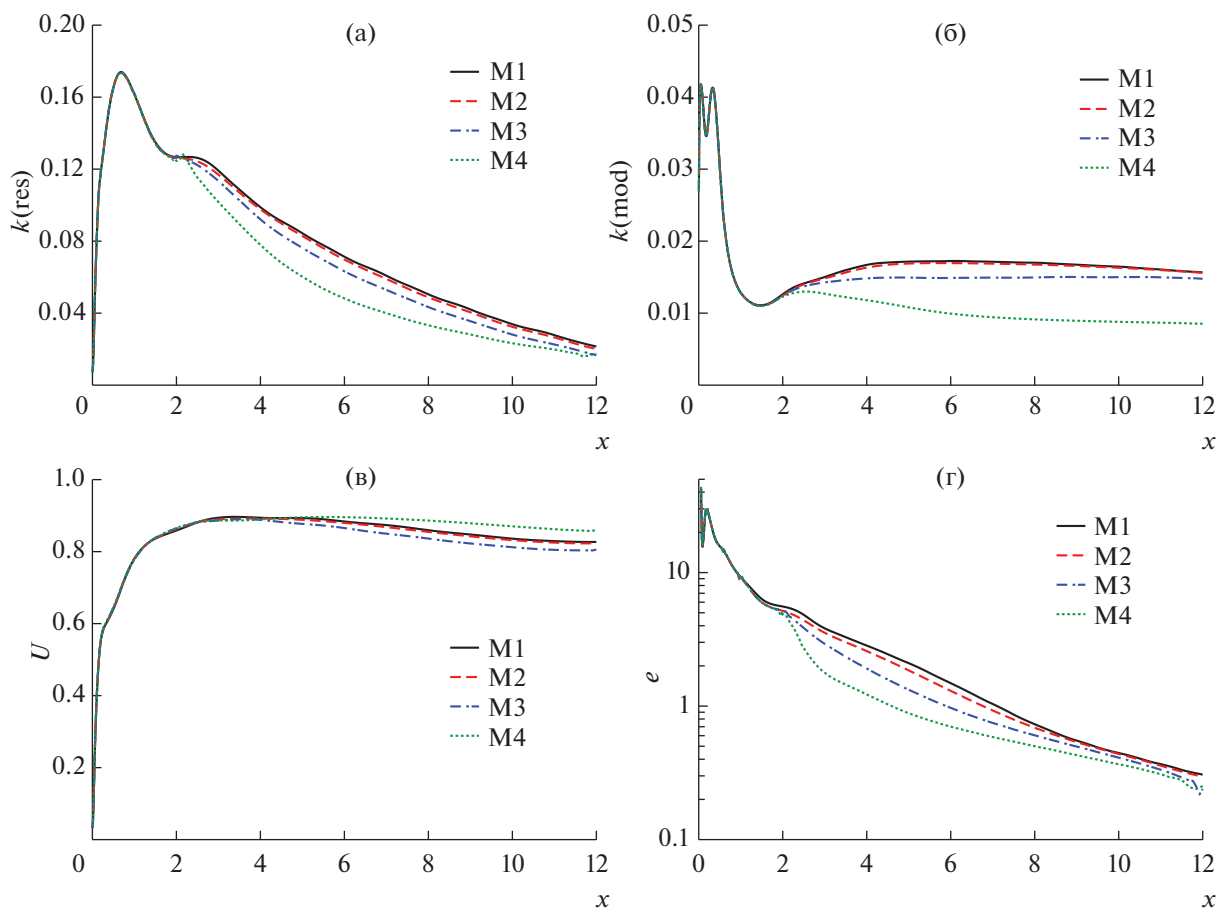 (а)
0.20
0.16
0.12
0.08
0.04
k(res)
M1
M2
M3
M4
0 2 4 6 8 10 12
x
(б)
0.05
0.04
0.03
0.02
0.01
k(mod)
M1
M2
M3
M4
0 2 4 6 8 10 12
x
(в)
1.0
0.8
0.6
0.4
0.2
U
M1
M2
M3
M4
0 2 4 6 8 10 12
x
(г)
10
1
0.1
e
M1
M2
M3
M4
0 2 4 6 8 10 12
x